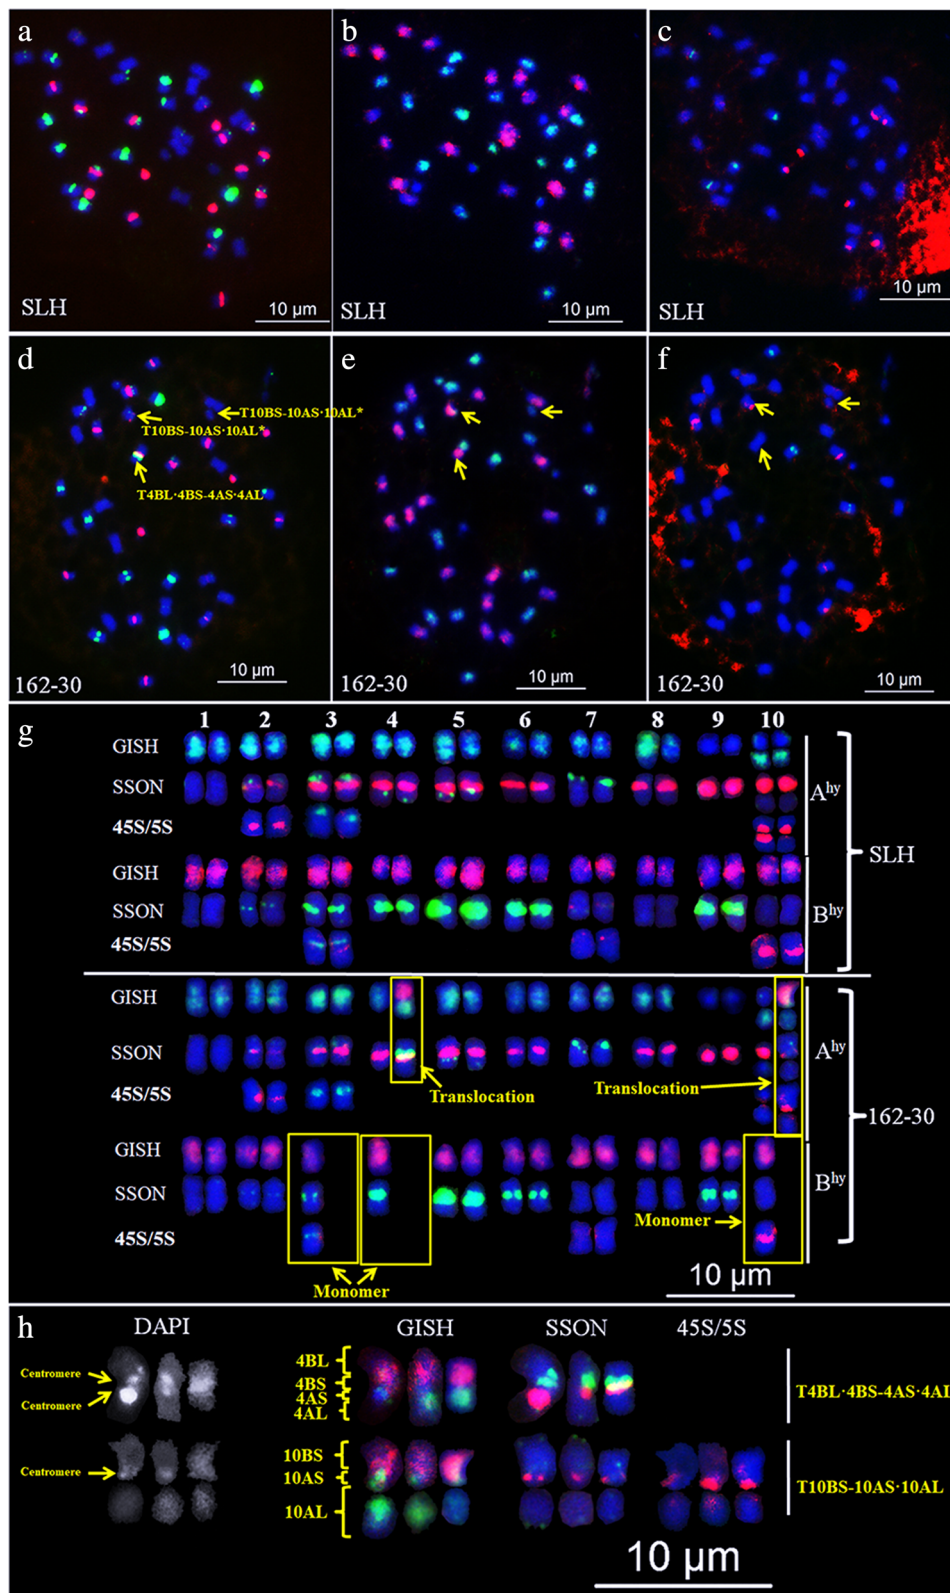 a
b
c
SLH
10 µm
SLH
10 µm
SLH
10 µm
d
e
f
T10BS-10AS·10AL*
T10BS-10AS·10AL*
T4BL·4BS-4AS·4AL
162-30
10 µm
162-30
10 µm
162-30
10 µm
g
1 2 3 4 5 6 7 8 9 10
GISH
SSON
45S/5S
Ahy
GISH
SSON
45S/5S
Bhy
SLH
GISH
SSON
45S/5S
Translocation
Translocation
Ahy
162-30
GISH
SSON
45S/5S
Monomer
Monomer
Bhy
10 µm
h
DAPI GISH SSON 45S/5S
Centromere
Centromere
4BL
4BS
4AS
4AL
T4BL·4BS-4AS·4AL
Centromere
10BS
10AS
10AL
T10BS-10AS·10AL
10 µm